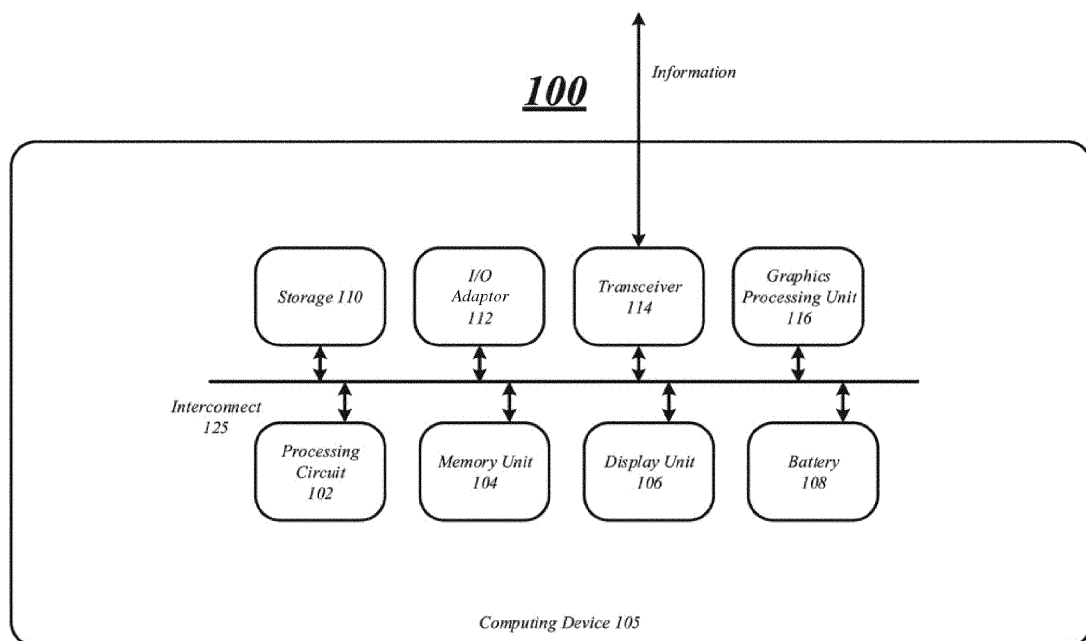 Information
100
Storage 110
I/O
Adaptor
112
Transceiver
114
Graphics
Processing Unit
116
Interconnect
125
Processing
Circuit
102
Memory Unit
104
Display Unit
106
Battery
108
Computing Device 105